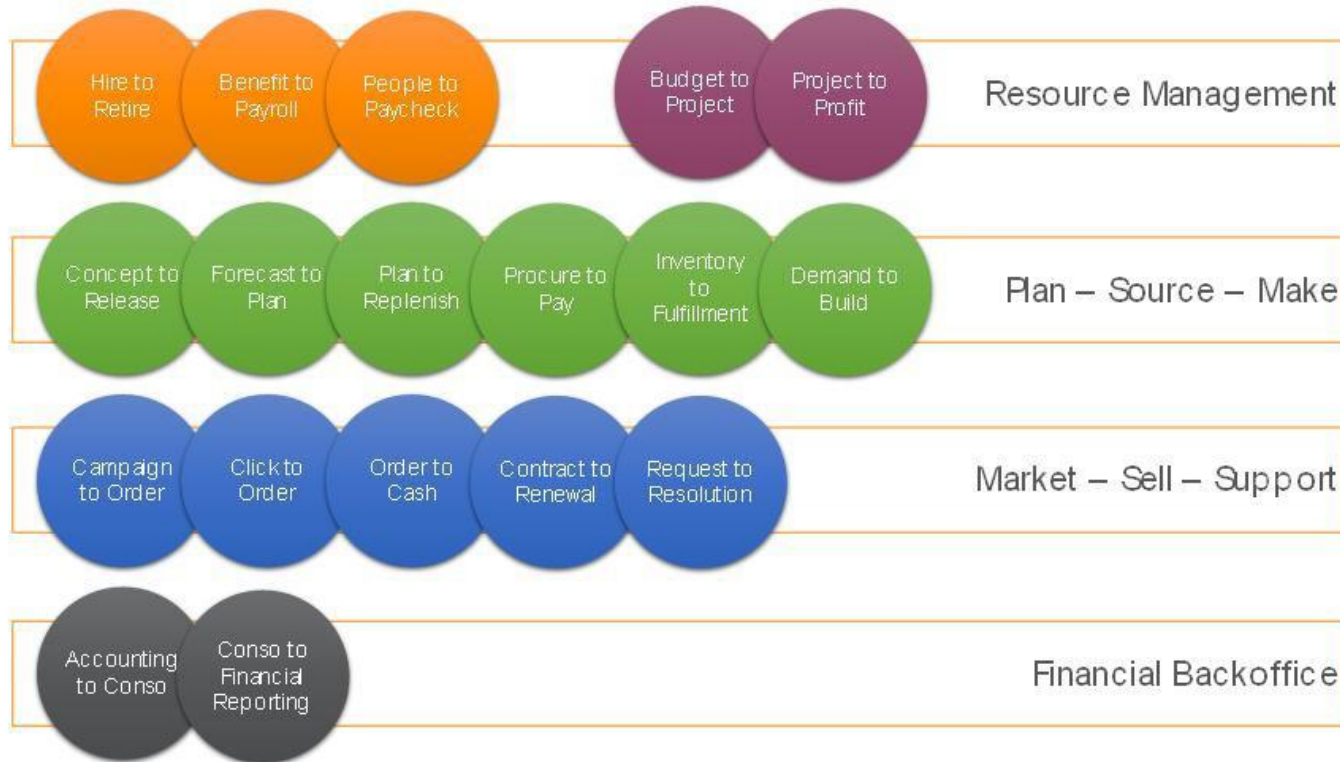 Hire to
Retire
Benefit to
Payroll
People to
Paycheck
Budget to
Project
Project to
Profit
Resource Management
Concept to
Release
Forecast to
Plan
Plan to
Replenish
Procure to
Pay
Inventory
to
Fulfillment
Demand to
Build
Plan – Source – Make
Campaign
to Order
Click to
Order
Order to
Cash
Contract to
Renewal
Request to
Resolution
Market – Sell – Support
Accounting
to Conso
Conso to
Financial
Reporting
Financial Backoffice